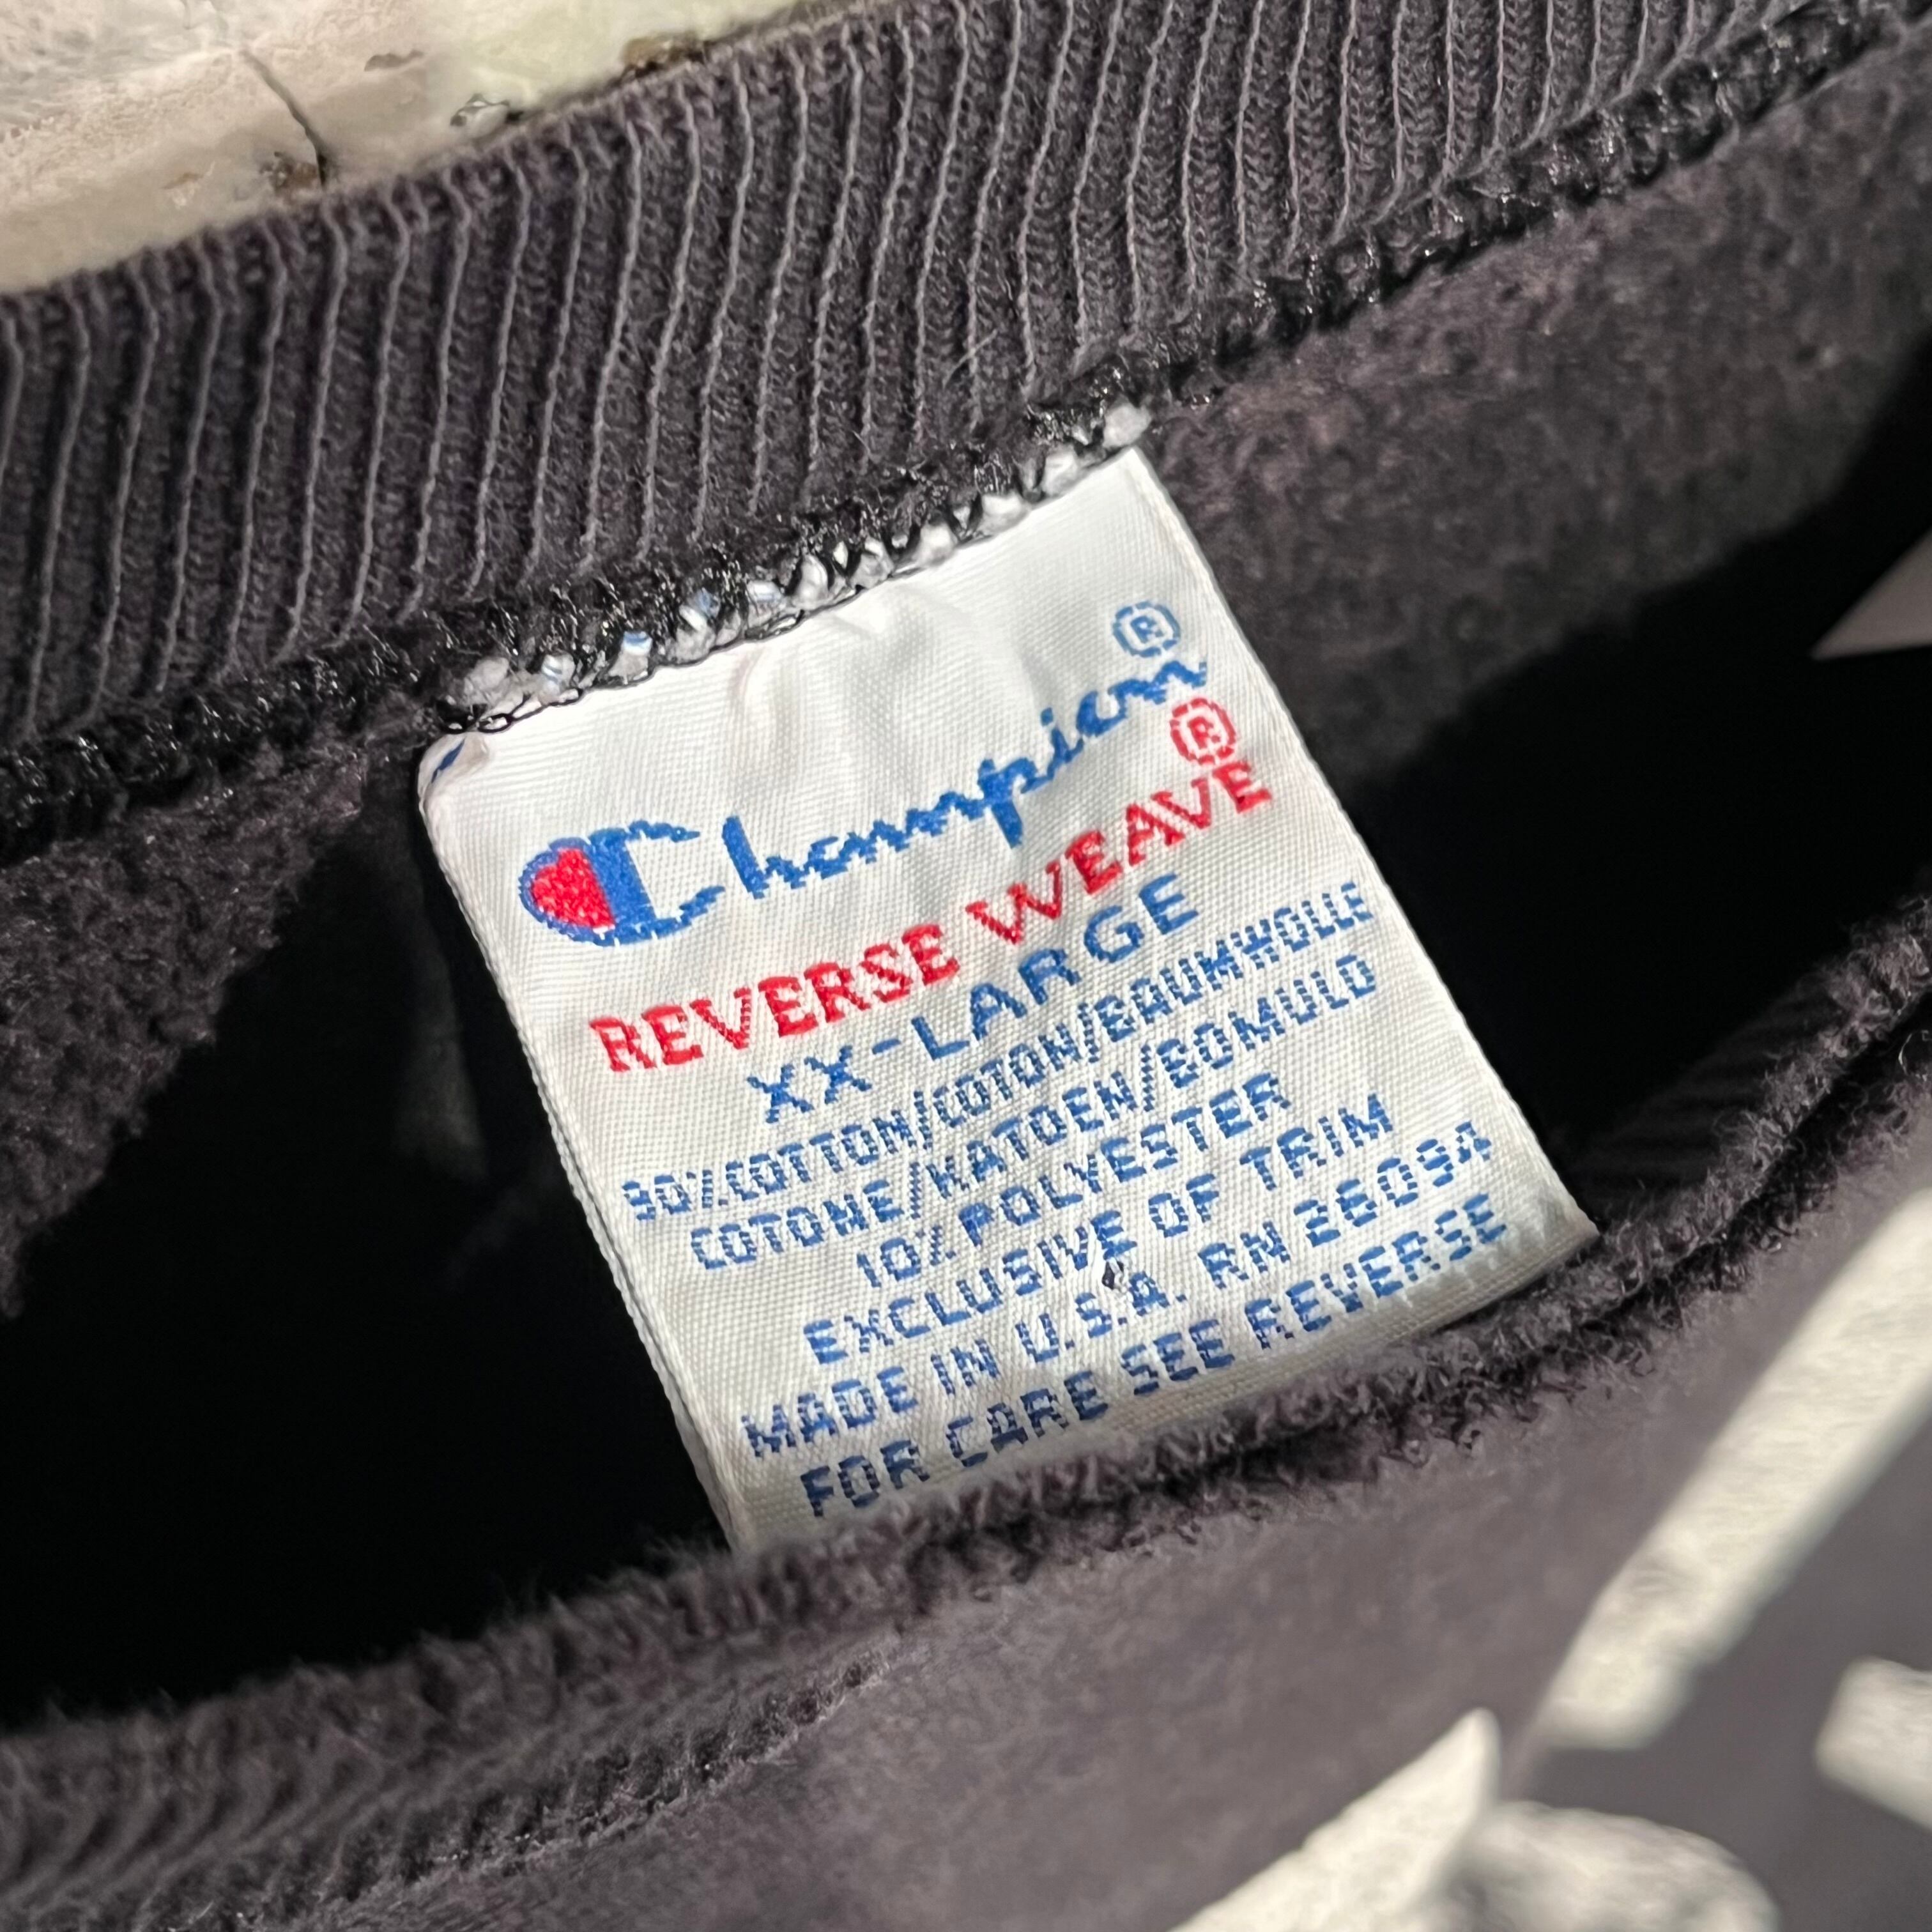 ®
Champion
®
REVERSE WEAVE
XX-LARGE
90%COTTON/COTON/BAUMWOLLE
COTONE/KATOEN/BOMULD
10% POLYESTER
EXCLUSIVE OF TRIM
MADE IN U.S.A. RN 26094
FOR CARE SEE REVERSE